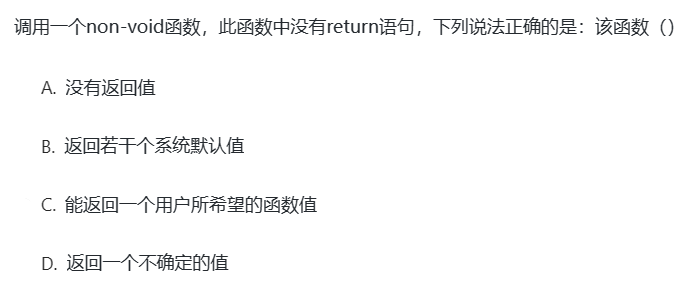 调用一个non-void函数，此函数中没有return语句，下列说法正确的是：该函数（）
A. 没有返回值
B. 返回若干个系统默认值
C. 能返回一个用户所希望的函数值
D. 返回一个不确定的值